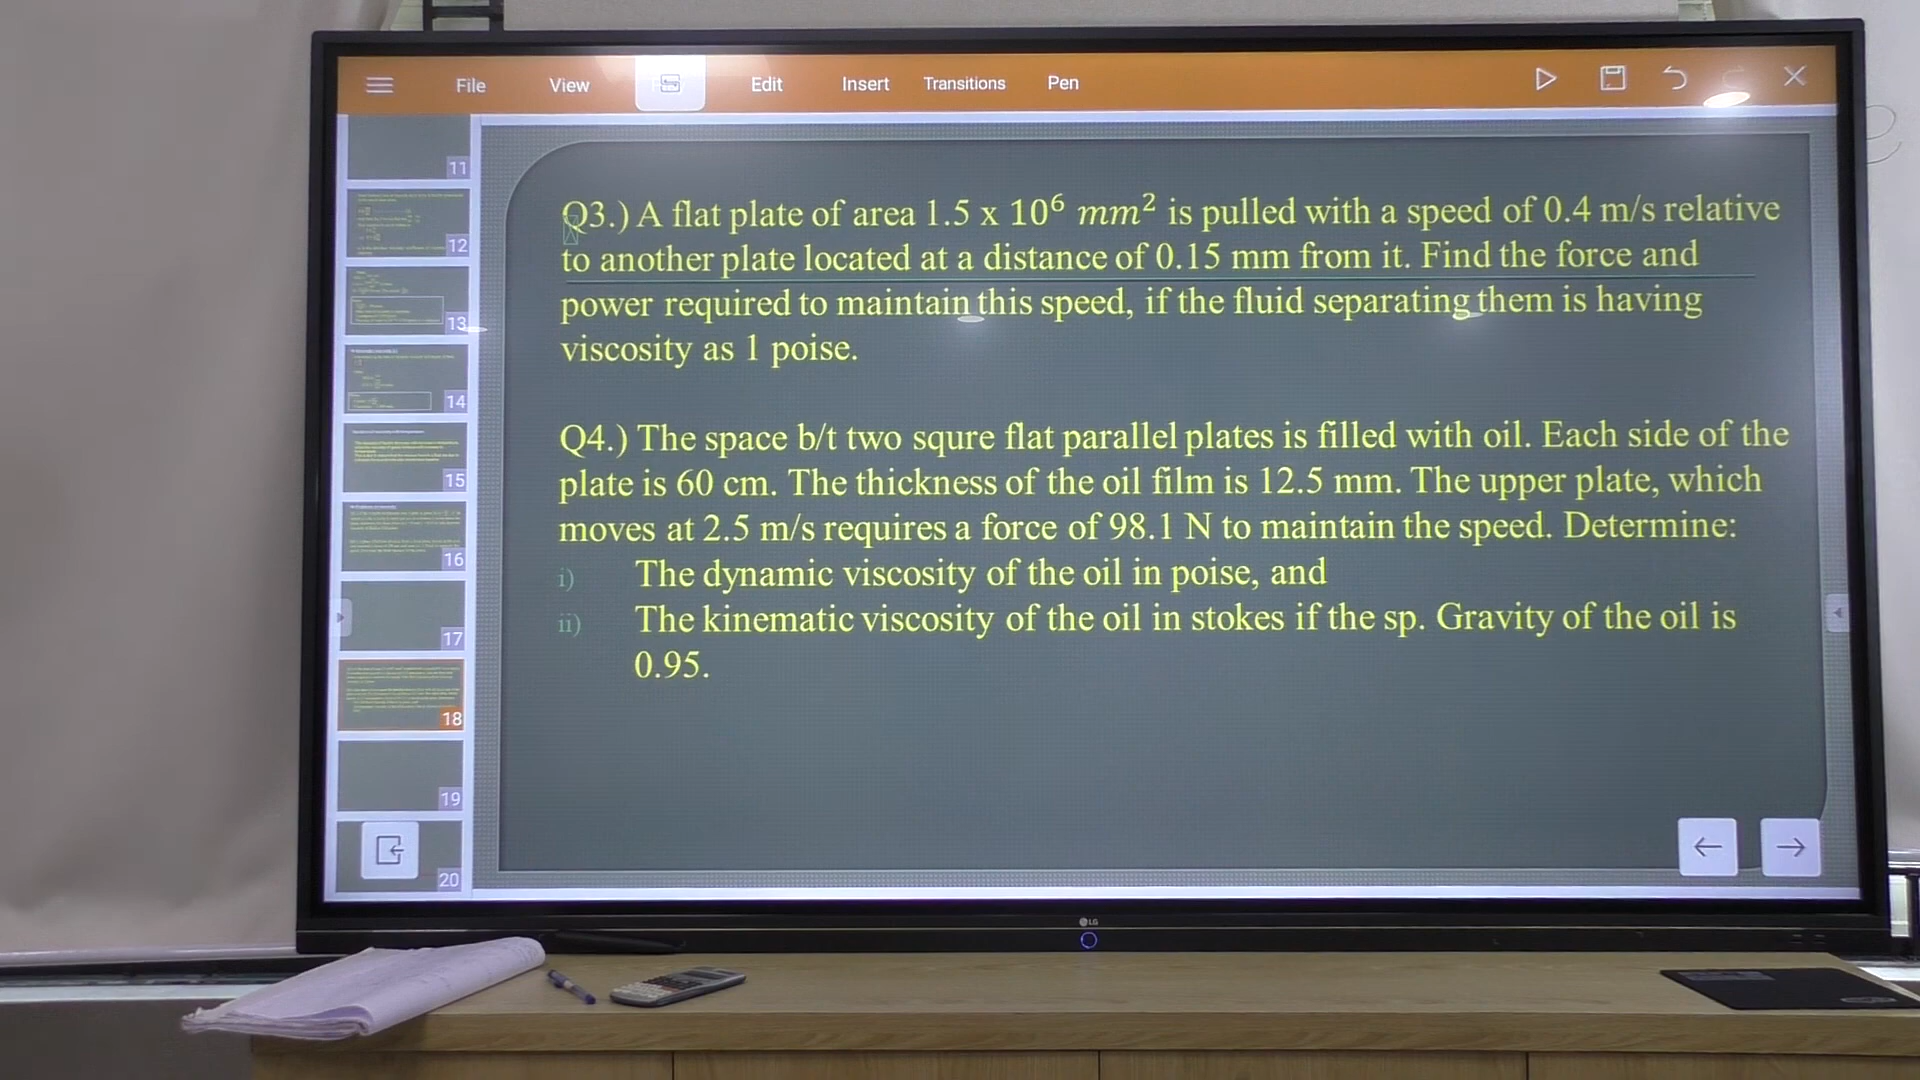 File View Edit Insert Transitions Pen
11
12
13
14
15
16
17
18
19
20
Q3.) A flat plate of area 1.5 x 10⁶ mm² is pulled with a speed of 0.4 m/s relative
to another plate located at a distance of 0.15 mm from it. Find the force and
power required to maintain this speed, if the fluid separating them is having
viscosity as 1 poise.
Q4.) The space b/t two squre flat parallel plates is filled with oil. Each side of the
plate is 60 cm. The thickness of the oil film is 12.5 mm. The upper plate, which
moves at 2.5 m/s requires a force of 98.1 N to maintain the speed. Determine:
i) The dynamic viscosity of the oil in poise, and
ii) The kinematic viscosity of the oil in stokes if the sp. Gravity of the oil is
0.95.
LG